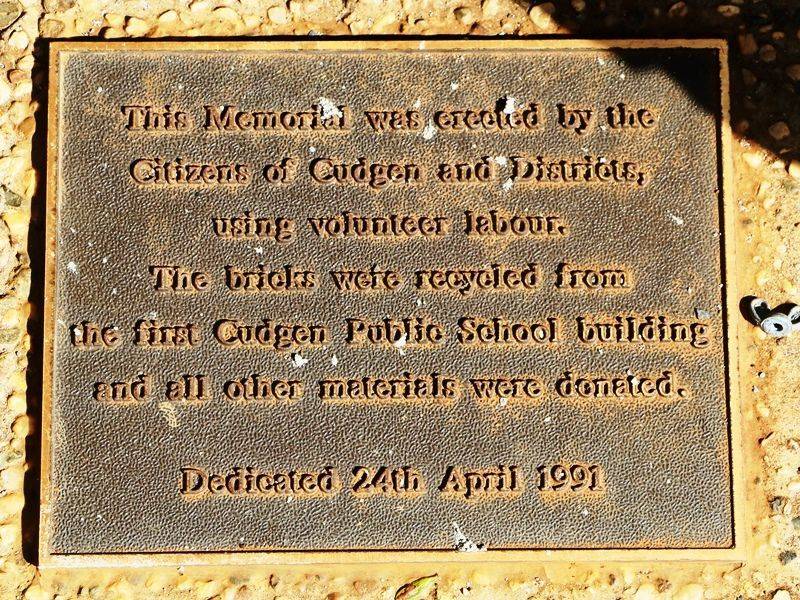 This Memorial was erected by the
Citizens of Cudgen and Districts,
using volunteer labour.
The bricks were recycled from
the first Cudgen Public School building
and all other materials were donated.
Dedicated 24th April 1991